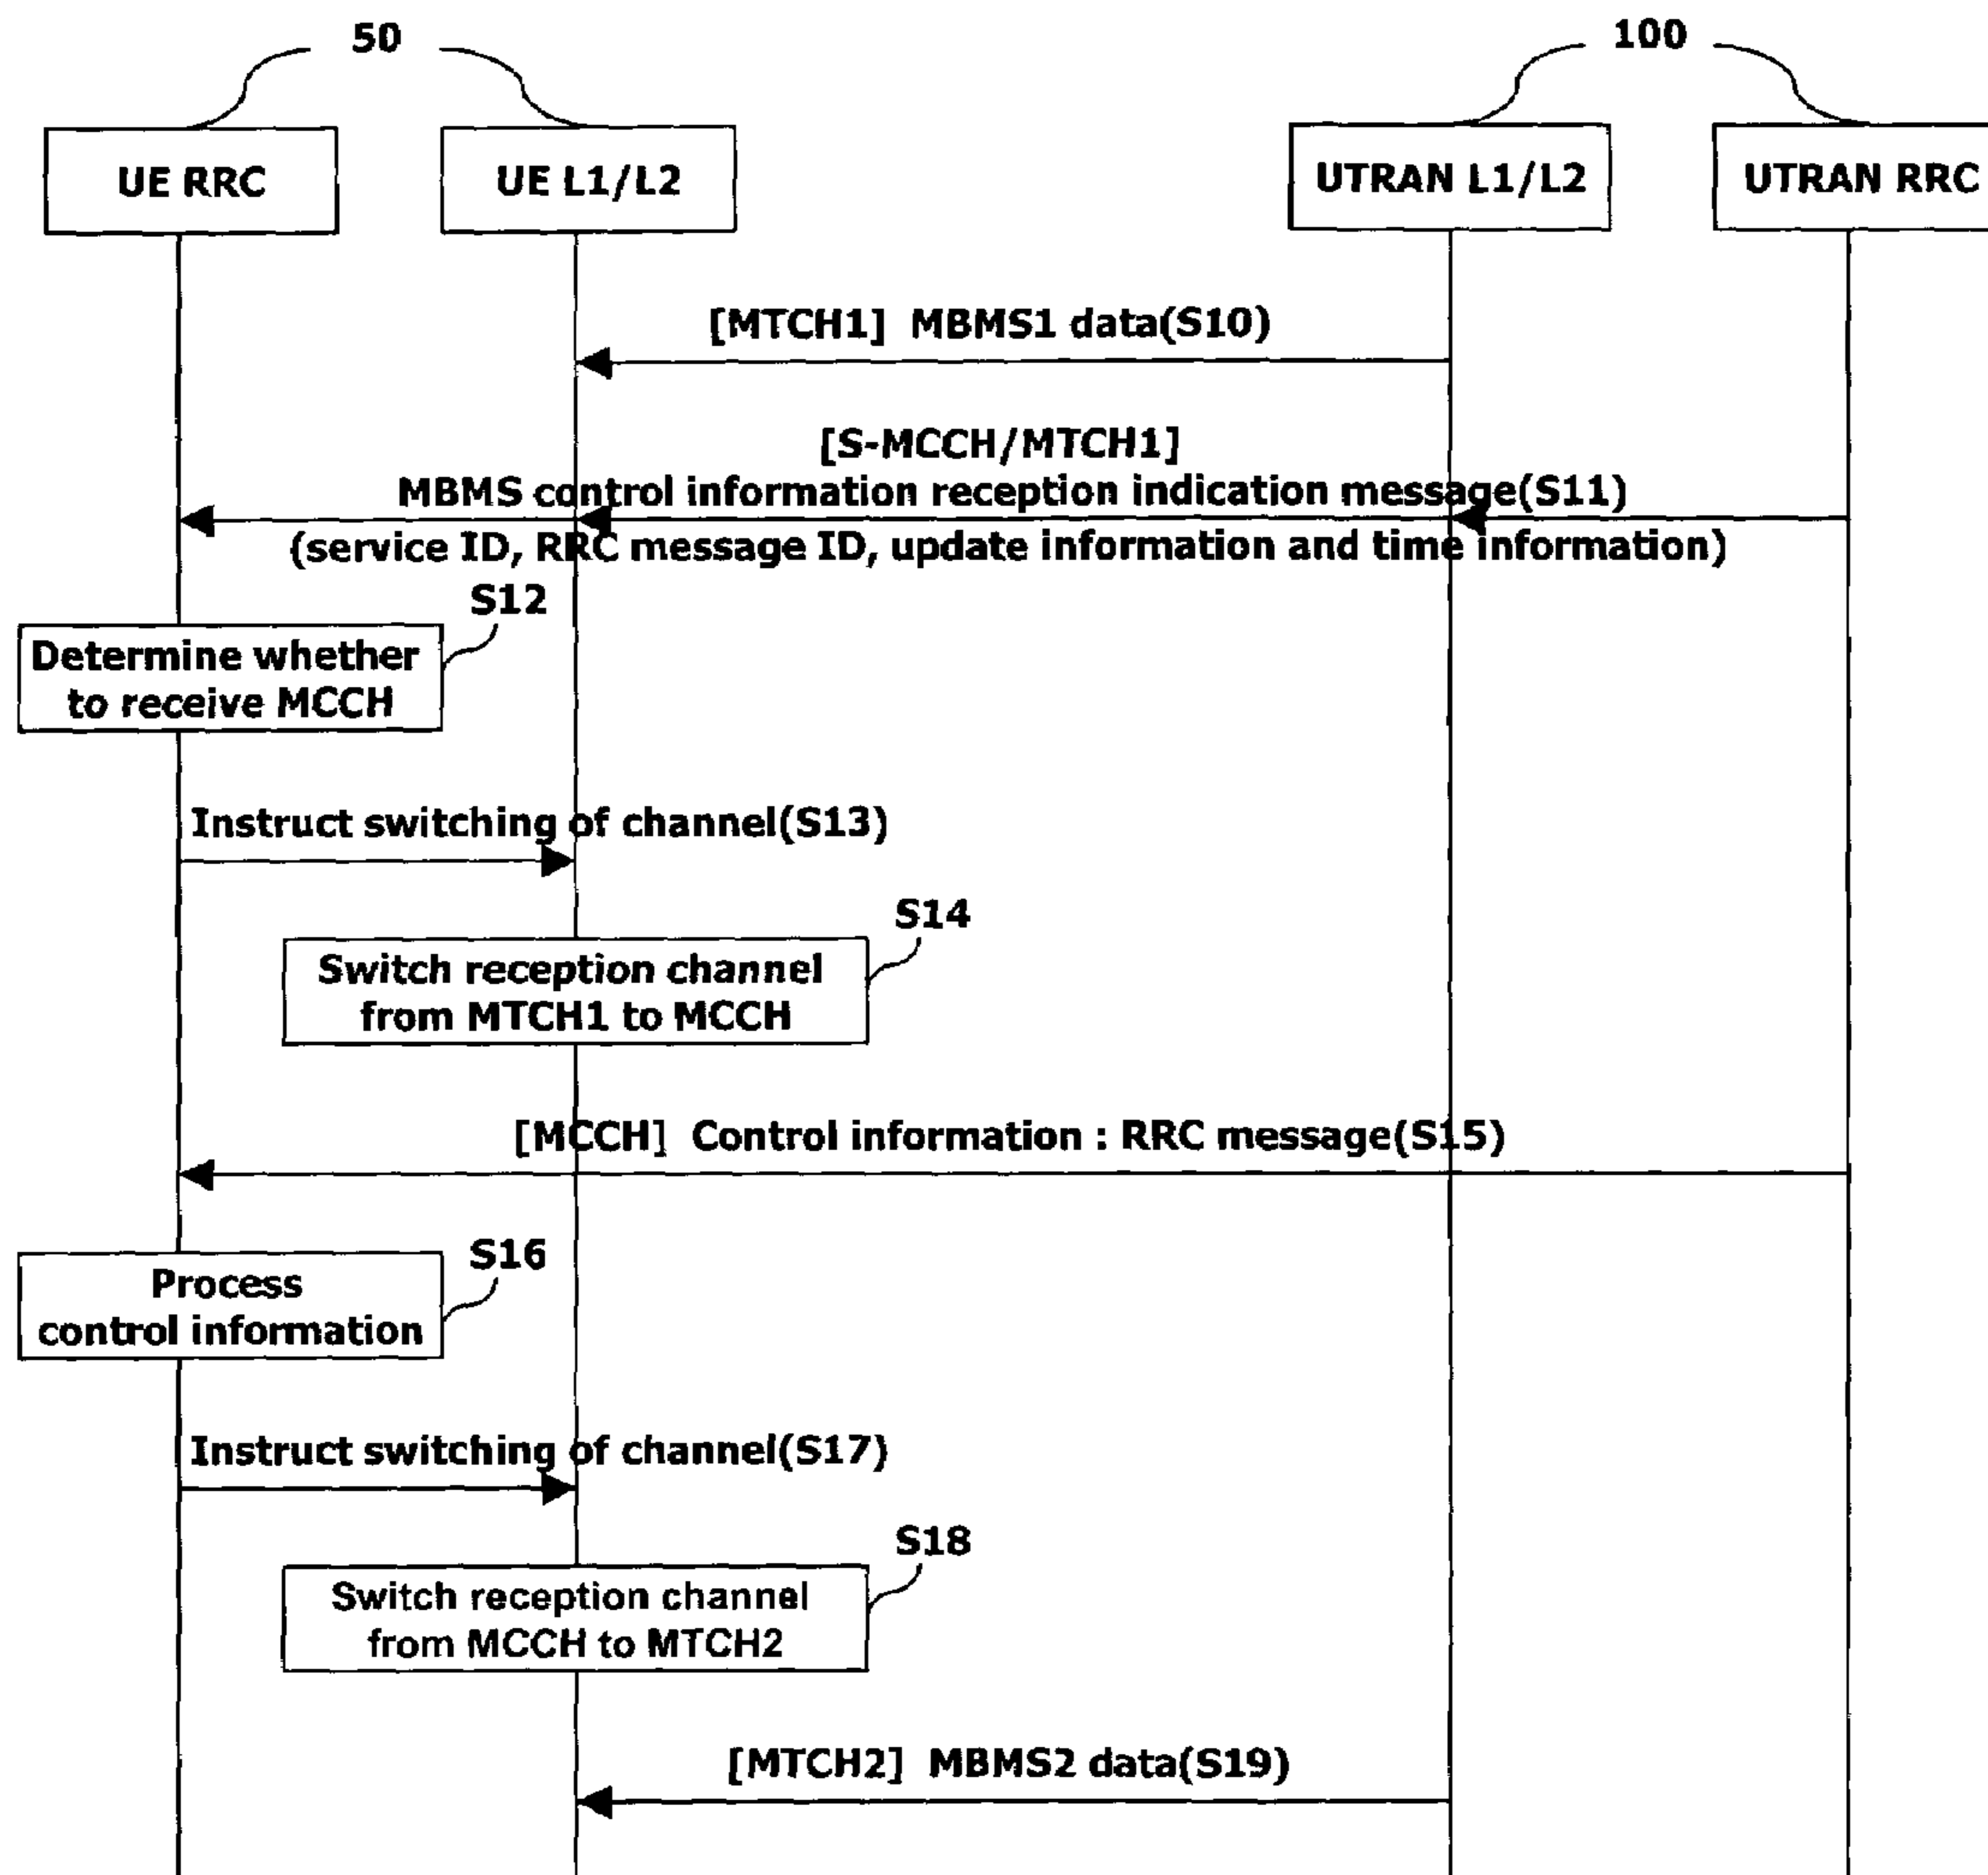 50
100
UE RRC
UE L1/L2
UTRAN L1/L2
UTRAN RRC
[MTCH1] MBMS1 data(S10)
[S-MCCH/MTCH1]
MBMS control information reception indication message(S11)
(service ID, RRC message ID, update information and time information)
S12
Determine whether
to receive MCCH
Instruct switching of channel(S13)
S14
Switch reception channel
from MTCH1 to MCCH
[MCCH] Control information : RRC message(S15)
S16
Process
control information
Instruct switching of channel(S17)
S18
Switch reception channel
from MCCH to MTCH2
[MTCH2] MBMS2 data(S19)